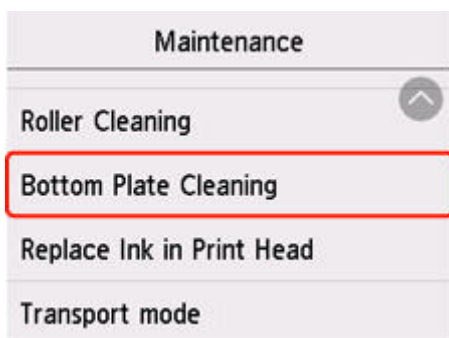 Maintenance
Roller Cleaning
Bottom Plate Cleaning
Replace Ink in Print Head
Transport mode